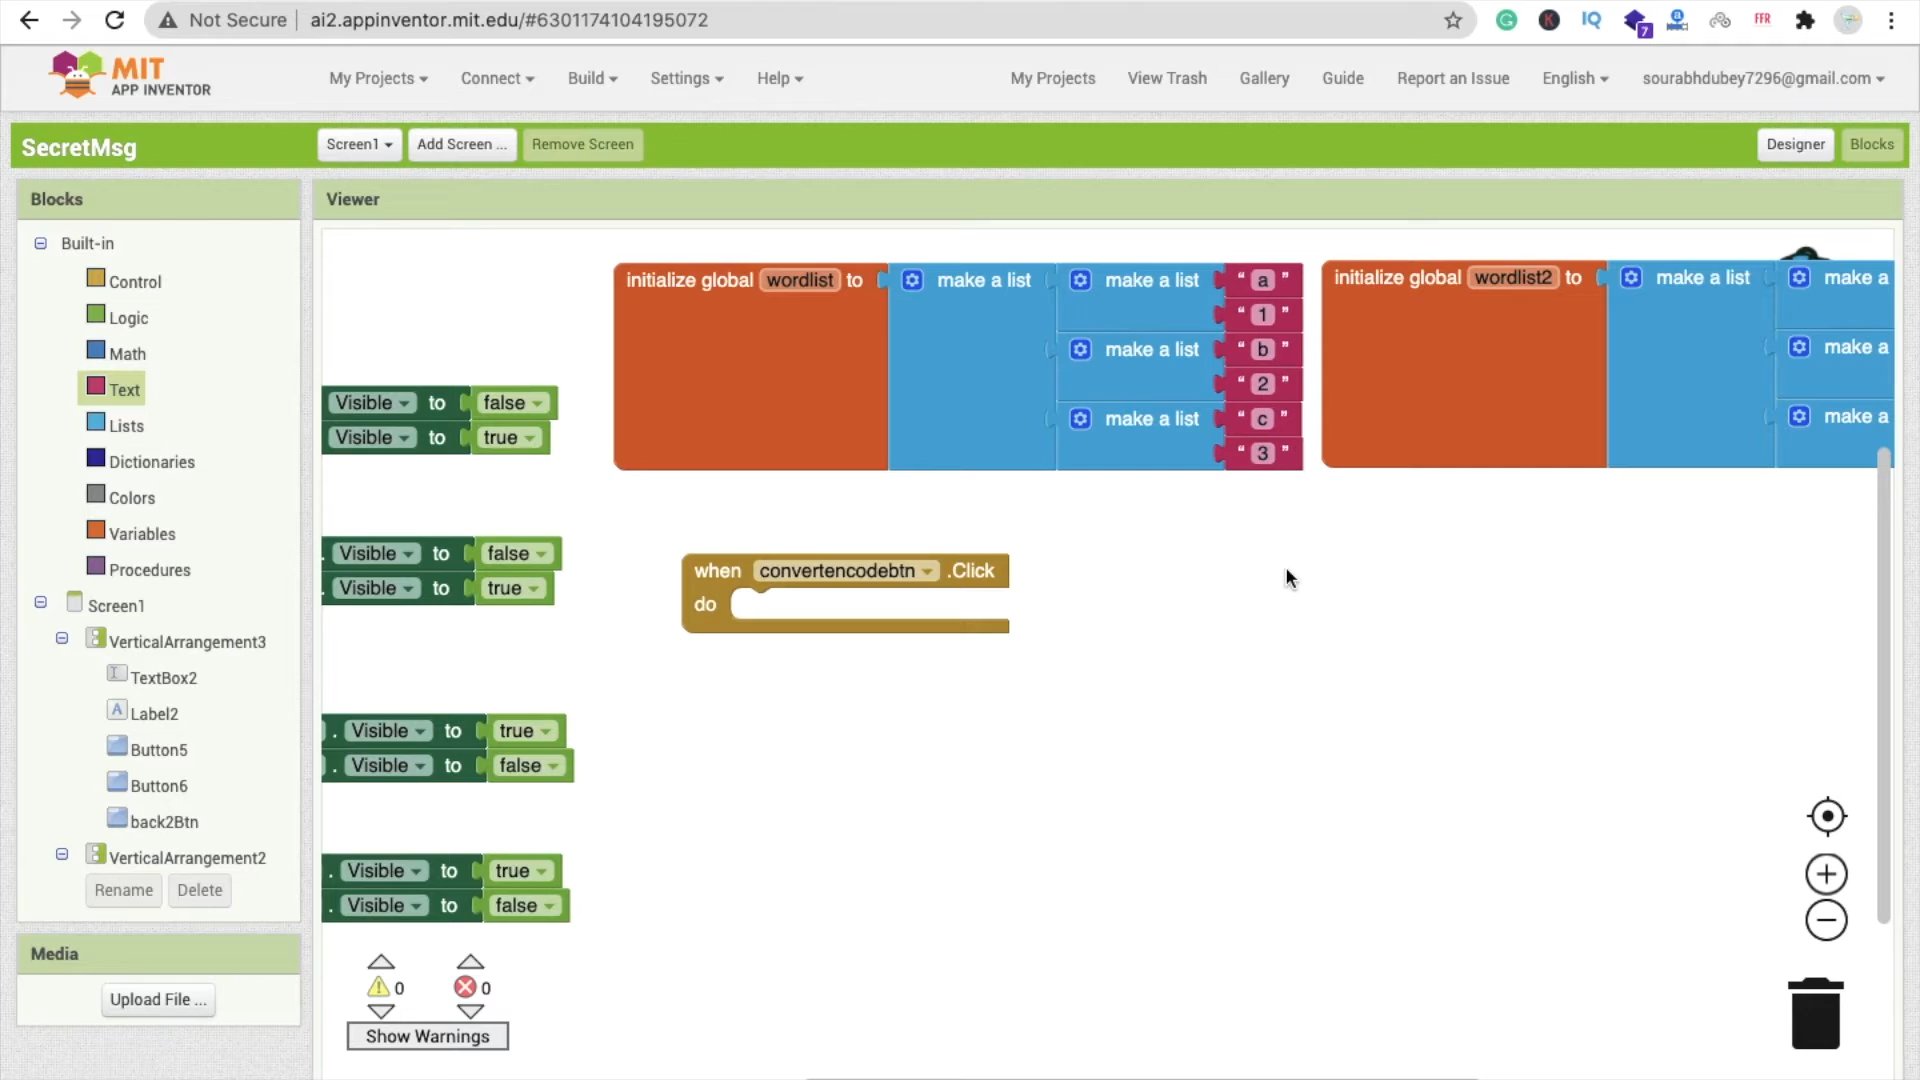 Not Secure | ai2.appinventor.mit.edu/#6301174104195072
7
FFR
MIT
APP INVENTOR
My Projects
Connect
Build
Settings
Help
My Projects
View Trash
Gallery
Guide
Report an Issue
English
sourabhdubey7296@gmail.com
SecretMsg
Screen1
Add Screen ...
Remove Screen
Designer
Blocks
Blocks
Viewer
Built-in
Control
Logic
Math
Text
Lists
Dictionaries
Colors
Variables
Procedures
Screen1
VerticalArrangement3
TextBox2
Label2
Button5
Button6
back2Btn
VerticalArrangement2
Rename
Delete
Media
Upload File ...
initialize global wordlist to make a list make a list “ a ”
“ 1 ”
make a list “ b ”
“ 2 ”
make a list “ c ”
“ 3 ”
initialize global wordlist2 to make a list make a
make a
make a
Visible to false
Visible to true
. Visible to false
. Visible to true
. Visible to true
. Visible to false
. Visible to true
. Visible to false
when convertencodebtn .Click
do
0
0
Show Warnings